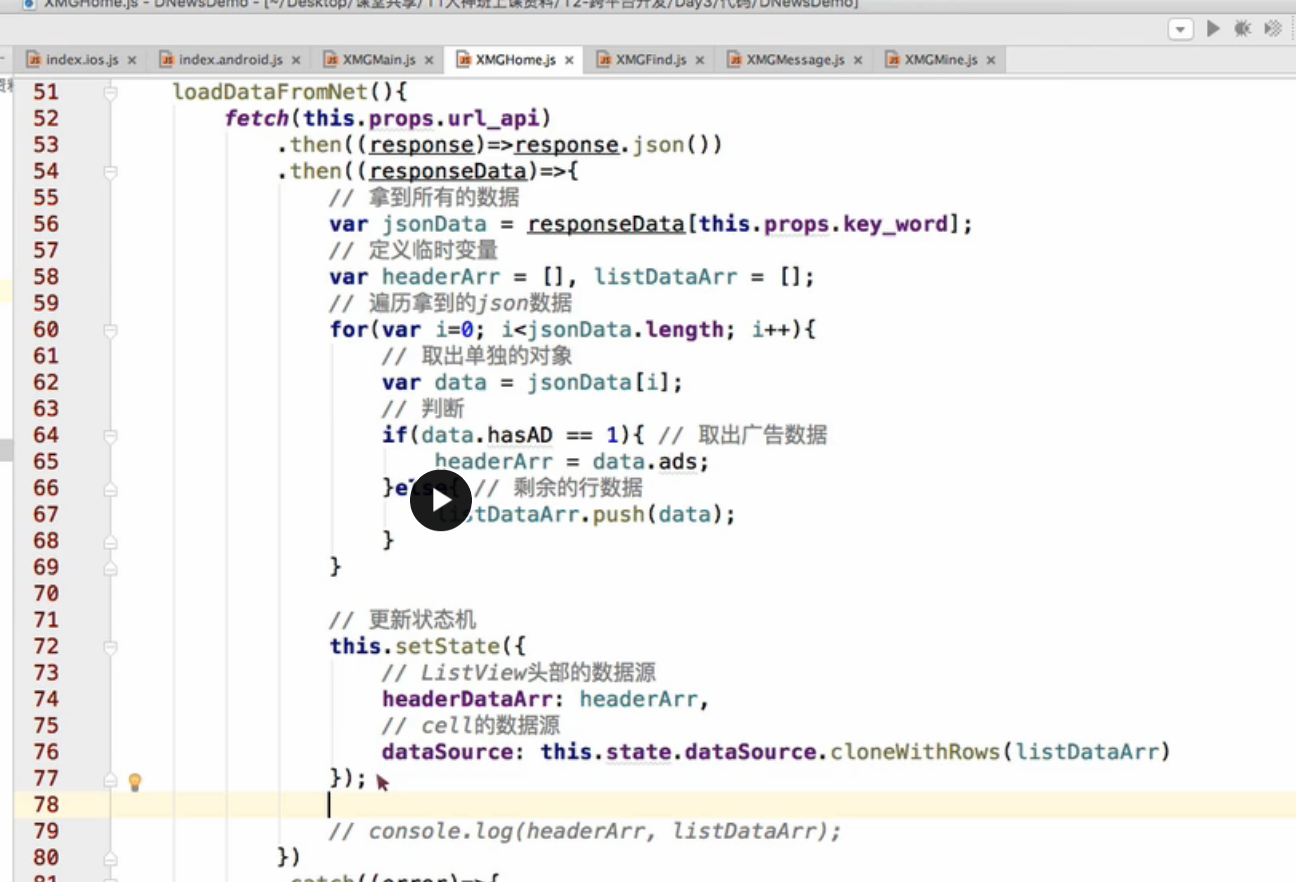 XMGHome.js - DNewsDemo - [~/Desktop/课堂共享/11大神班上课资料/12-跨平台开发/Day3/代码/DNewsDemo]
index.ios.js index.android.js XMGMain.js XMGHome.js XMGFind.js XMGMessage.js XMGMine.js
51 loadDataFromNet(){
52 fetch(this.props.url_api)
53 .then((response)=>response.json())
54 .then((responseData)=>{
55 // 拿到所有的数据
56 var jsonData = responseData[this.props.key_word];
57 // 定义临时变量
58 var headerArr = [], listDataArr = [];
59 // 遍历拿到的json数据
60 for(var i=0; i<jsonData.length; i++){
61 // 取出单独的对象
62 var data = jsonData[i];
63 // 判断
64 if(data.hasAD == 1){ // 取出广告数据
65 headerArr = data.ads;
66 }else{ // 剩余的行数据
67 listDataArr.push(data);
68 }
69 }
70
71 // 更新状态机
72 this.setState({
73 // ListView头部的数据源
74 headerDataArr: headerArr,
75 // cell的数据源
76 dataSource: this.state.dataSource.cloneWithRows(listDataArr)
77 });
78
79 // console.log(headerArr, listDataArr);
80 })
81 .catch((error)=>{